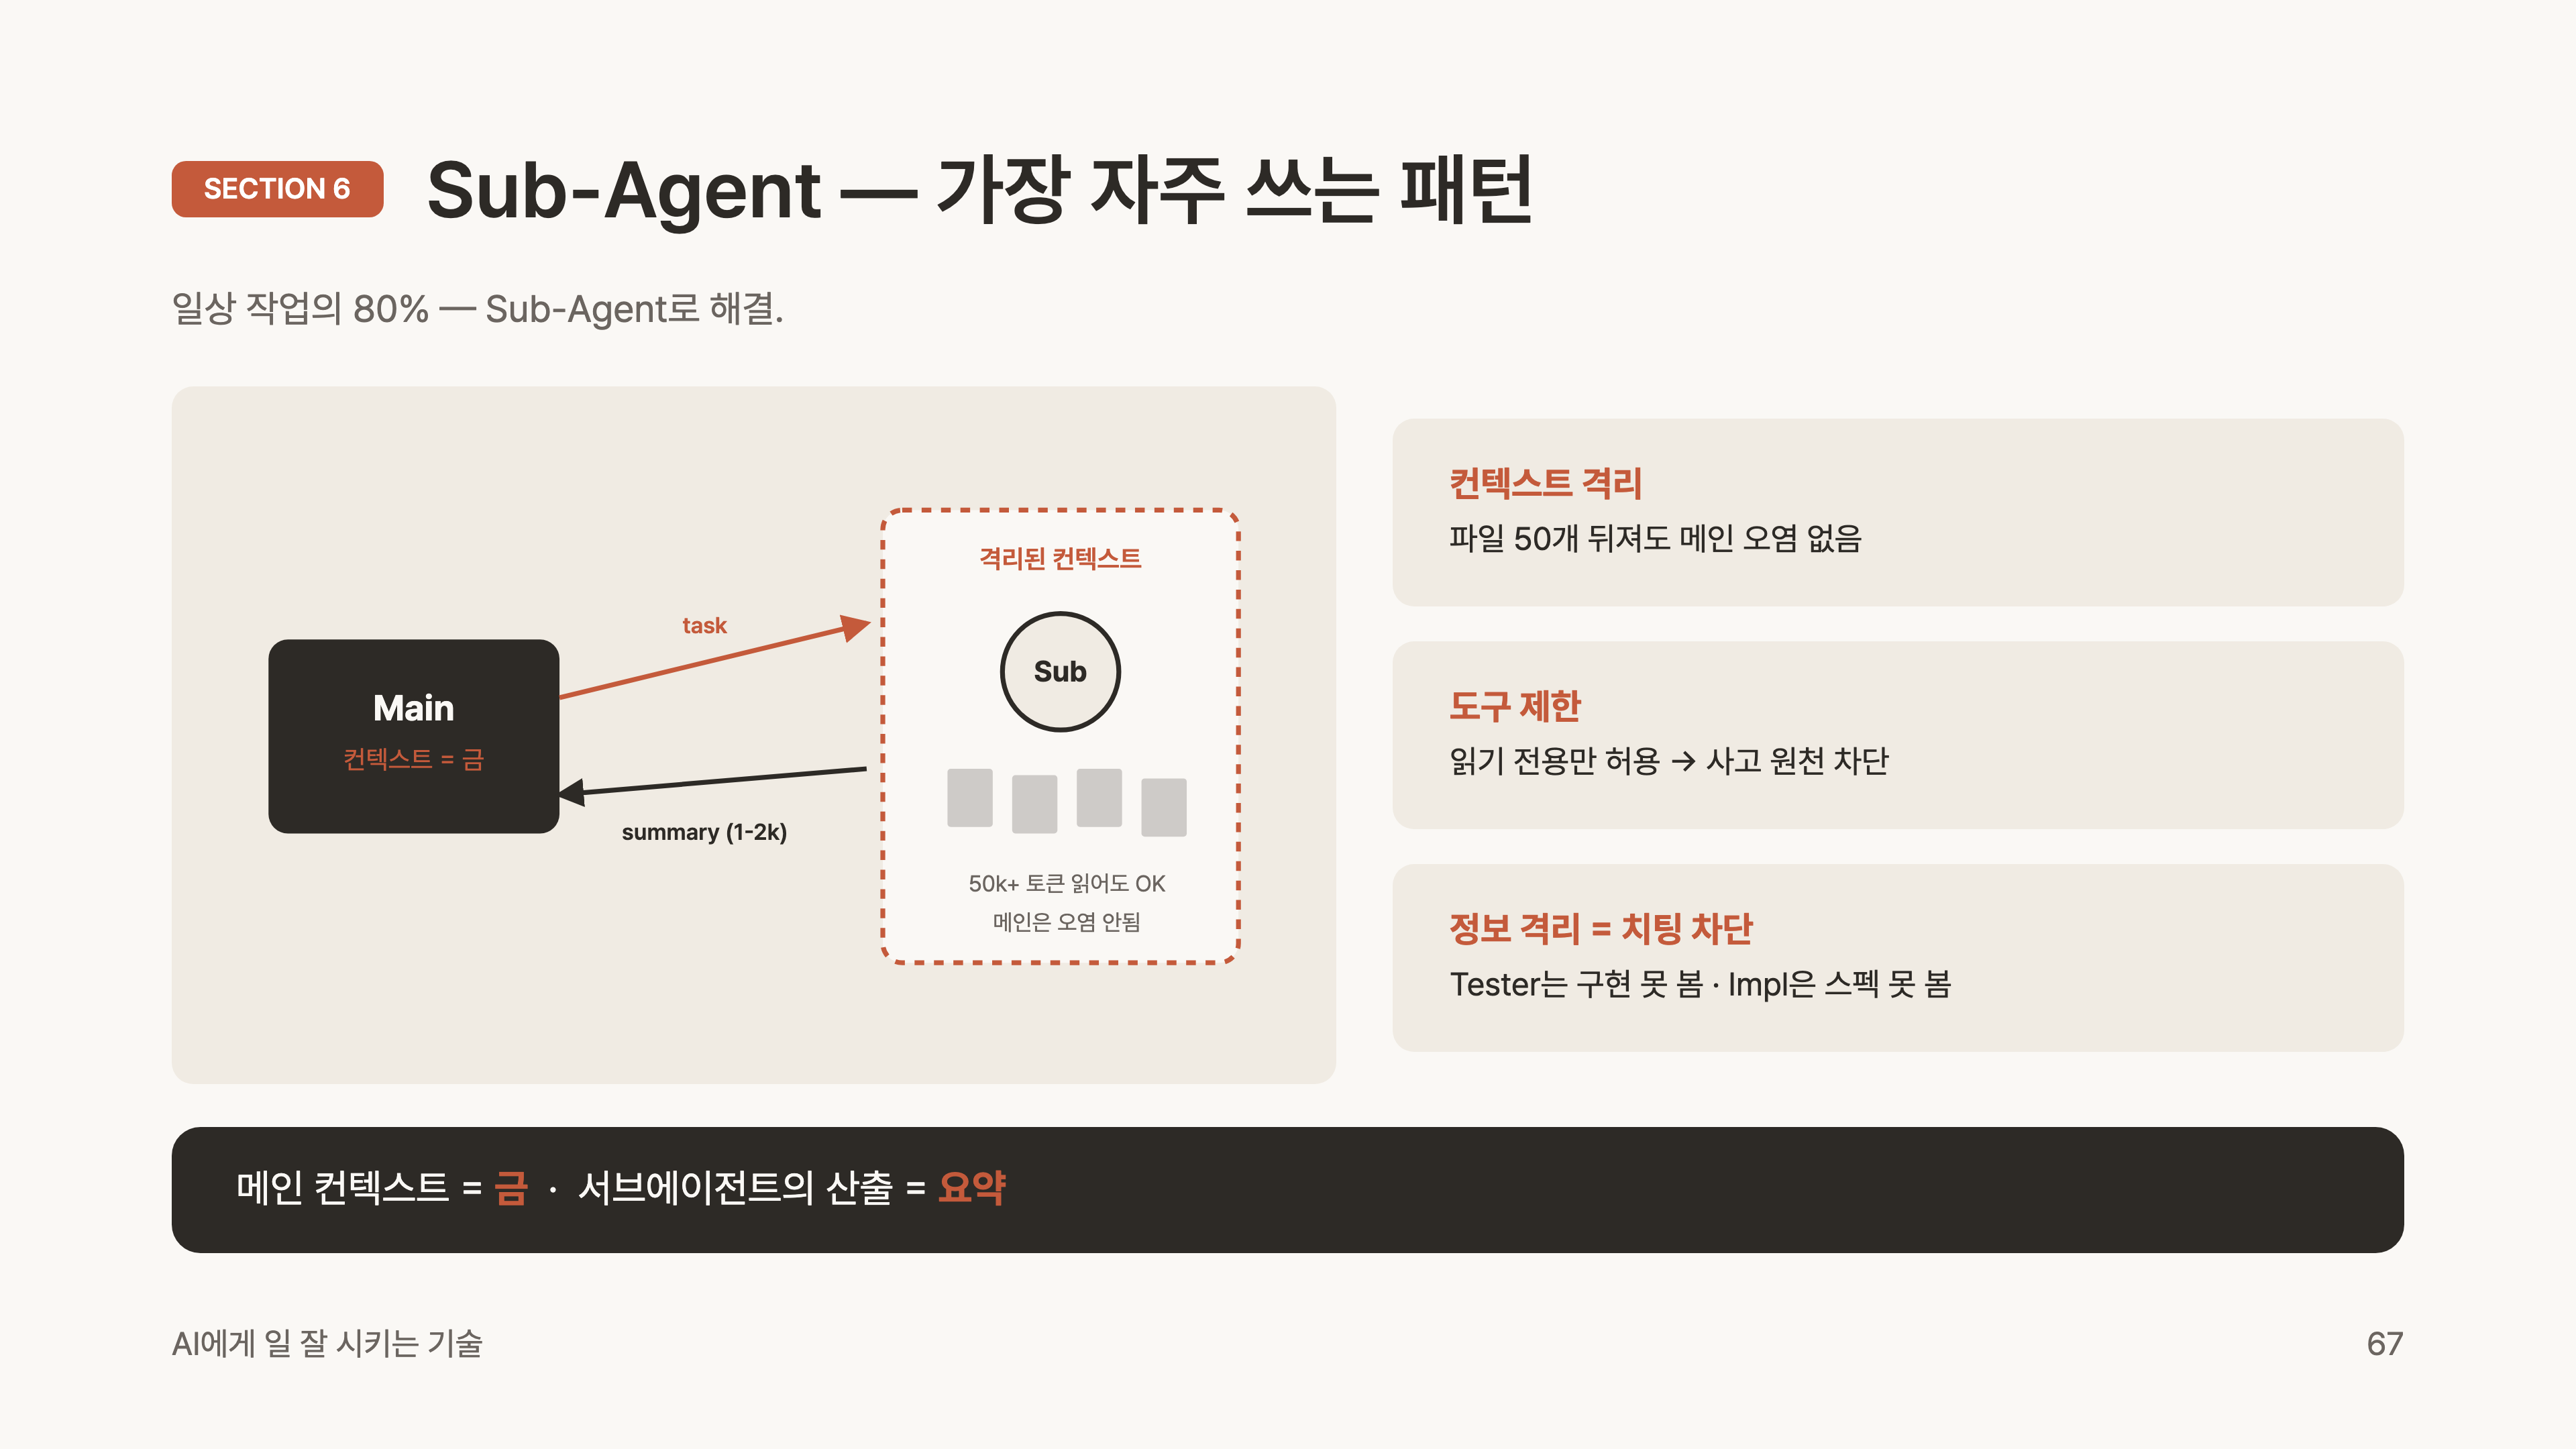 SECTION 6
Sub-Agent — 가장 자주 쓰는 패턴
일상 작업의 80% — Sub-Agent로 해결.
Main
컨텍스트 = 금
task
summary (1-2k)
격리된 컨텍스트
Sub
50k+ 토큰 읽어도 OK
메인은 오염 안됨
컨텍스트 격리
파일 50개 뒤져도 메인 오염 없음
도구 제한
읽기 전용만 허용 → 사고 원천 차단
정보 격리 = 치팅 차단
Tester는 구현 못 봄 · Impl은 스펙 못 봄
메인 컨텍스트 = 금 · 서브에이전트의 산출 = 요약
AI에게 일 잘 시키는 기술
67